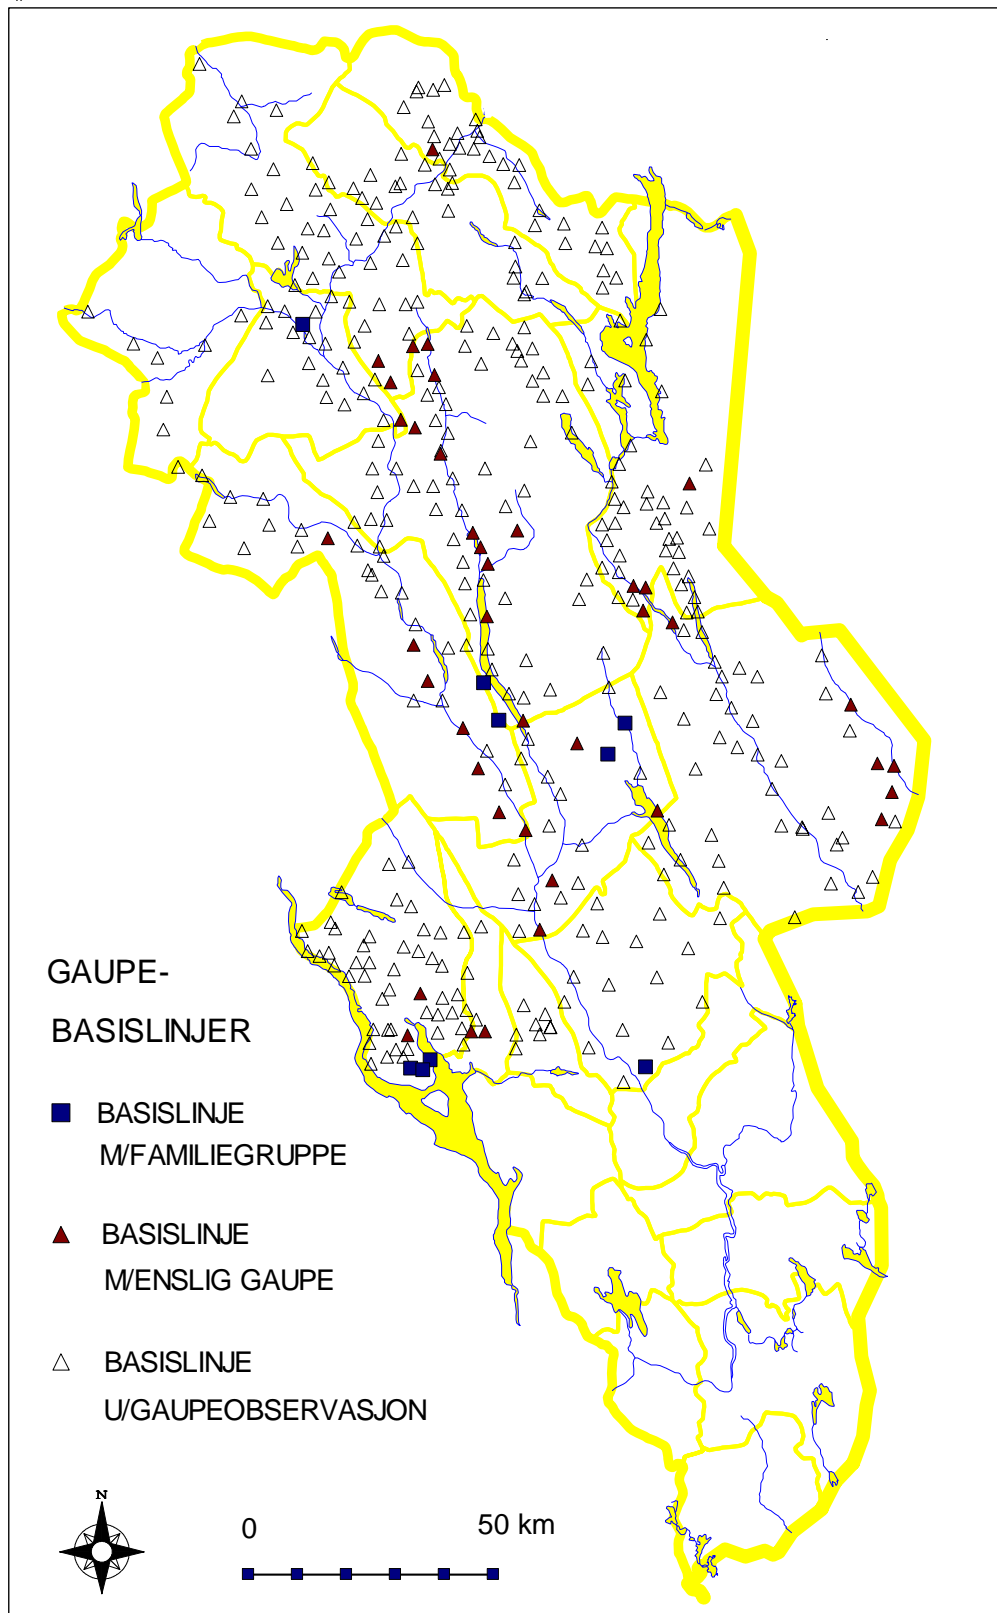 GAUPE-
BASISLINJER
BASISLINJE
M/FAMILIEGRUPPE
BASISLINJE
M/ENSLIG GAUPE
BASISLINJE
U/GAUPEOBSERVASJON
N
0 50 km